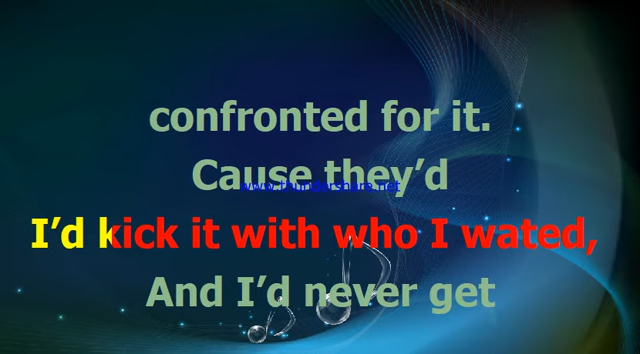 confronted for it.
Cause they’d
www.thundershare.net
I’d kick it with who I wated,
And I’d never get